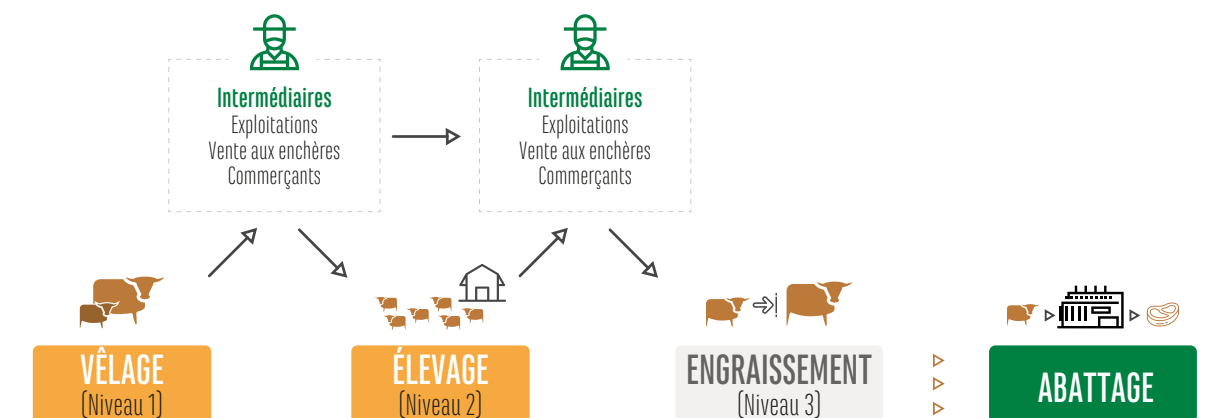 Intermédiaires
Exploitations
Vente aux enchères
Commerçants
Intermédiaires
Exploitations
Vente aux enchères
Commerçants
VÊLAGE
(Niveau 1)
ÉLEVAGE
(Niveau 2)
ENGRAISSEMENT
(Niveau 3)
ABATTAGE